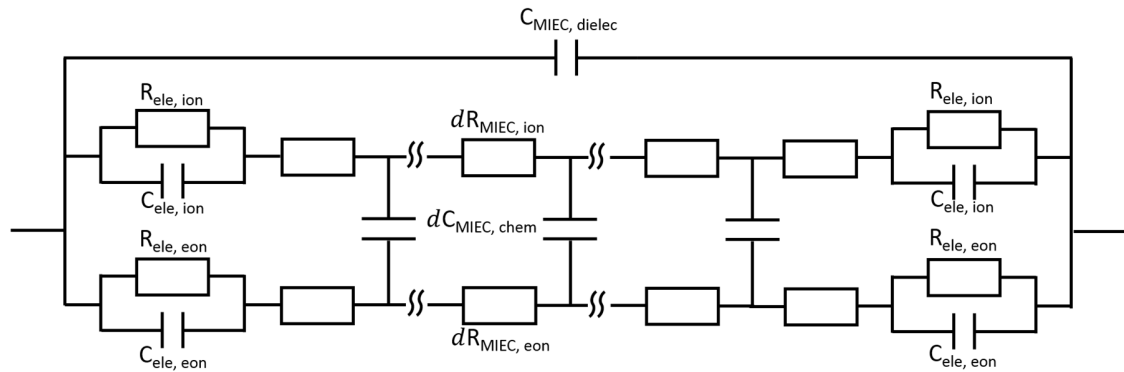 C_MIEC, dielec
R_ele, ion
R_ele, ion
dR_MIEC, ion
C_ele, ion
C_ele, ion
dC_MIEC, chem
R_ele, eon
R_ele, eon
dR_MIEC, eon
C_ele, eon
C_ele, eon